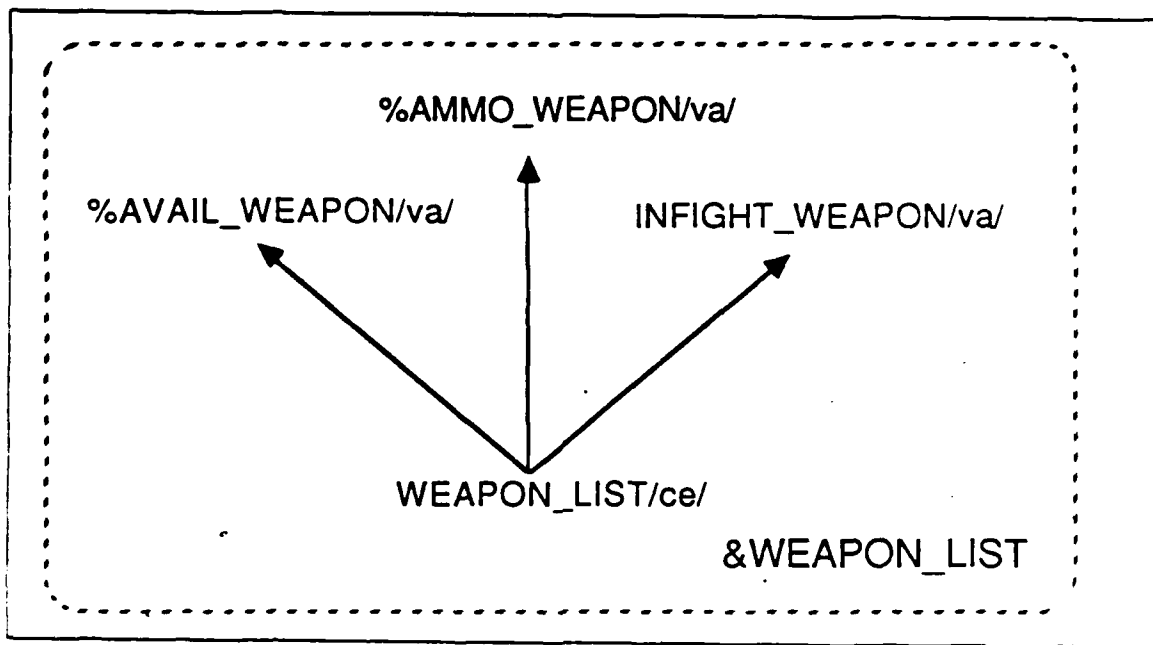 %AMMO_WEAPON/va/
%AVAIL_WEAPON/va/
INFIGHT_WEAPON/va/
WEAPON_LIST/ce/
&WEAPON_LIST